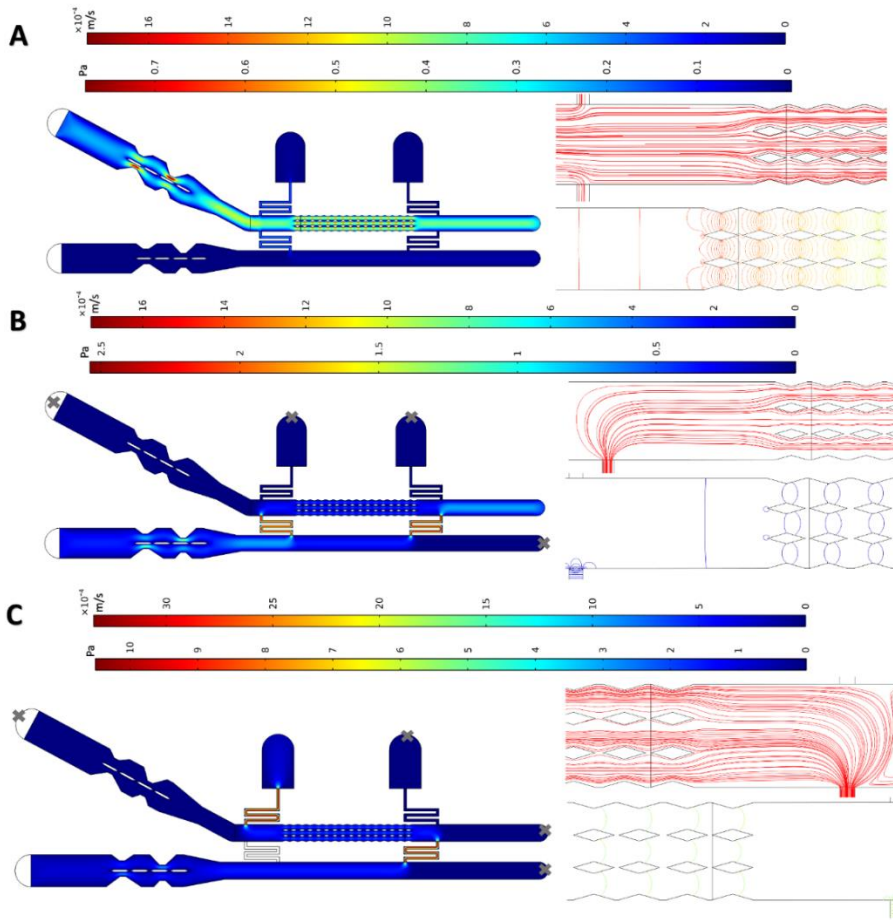 A
×10⁻⁴ m/s 16 14 12 10 8 6 4 2 0
Pa 0.7 0.6 0.5 0.4 0.3 0.2 0.1 0
B
×10⁻⁴ m/s 16 14 12 10 8 6 4 2 0
Pa 2.5 2 1.5 1 0.5 0
C
×10⁻⁴ m/s 30 25 20 15 10 5 0
Pa 10 9 8 7 6 5 4 3 2 1 0